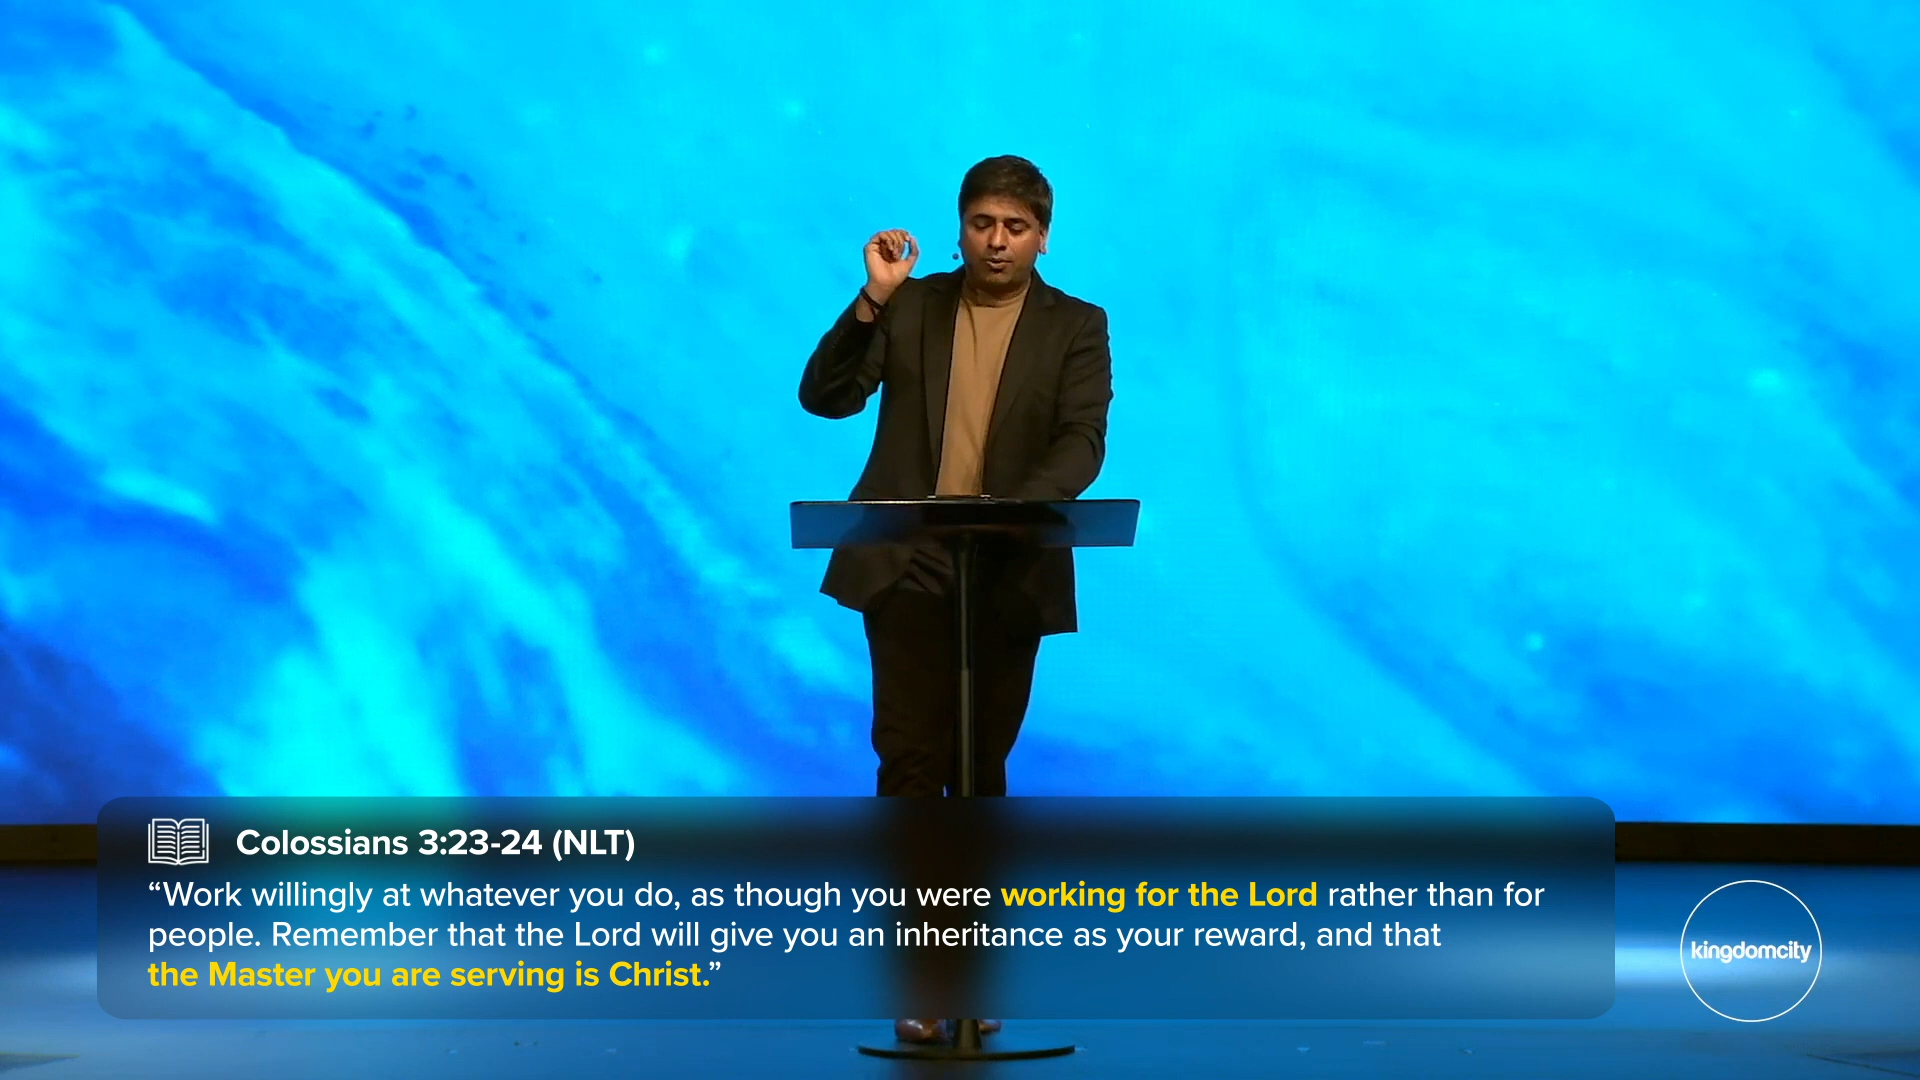 Colossians 3:23-24 (NLT)
“Work willingly at whatever you do, as though you were working for the Lord rather than for
people. Remember that the Lord will give you an inheritance as your reward, and that
the Master you are serving is Christ.”
kingdomcity